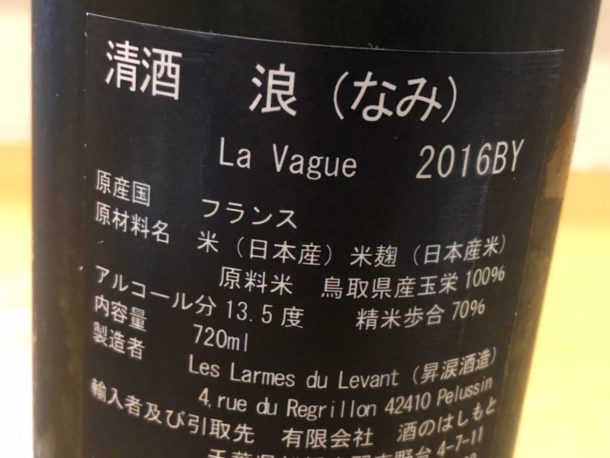 清酒 浪（なみ）
La Vague 2016BY
原産国 フランス
原材料名 米（日本産）米麹（日本産米）
原料米 鳥取県産玉栄100%
アルコール分 13.5度 精米歩合 70%
内容量 720ml
製造者 Les Larmes du Levant（昇涙酒造）
4, rue du Regrillon 42410 Pelussin
輸入者及び引取先 有限会社 酒のはしもと
4-7-11